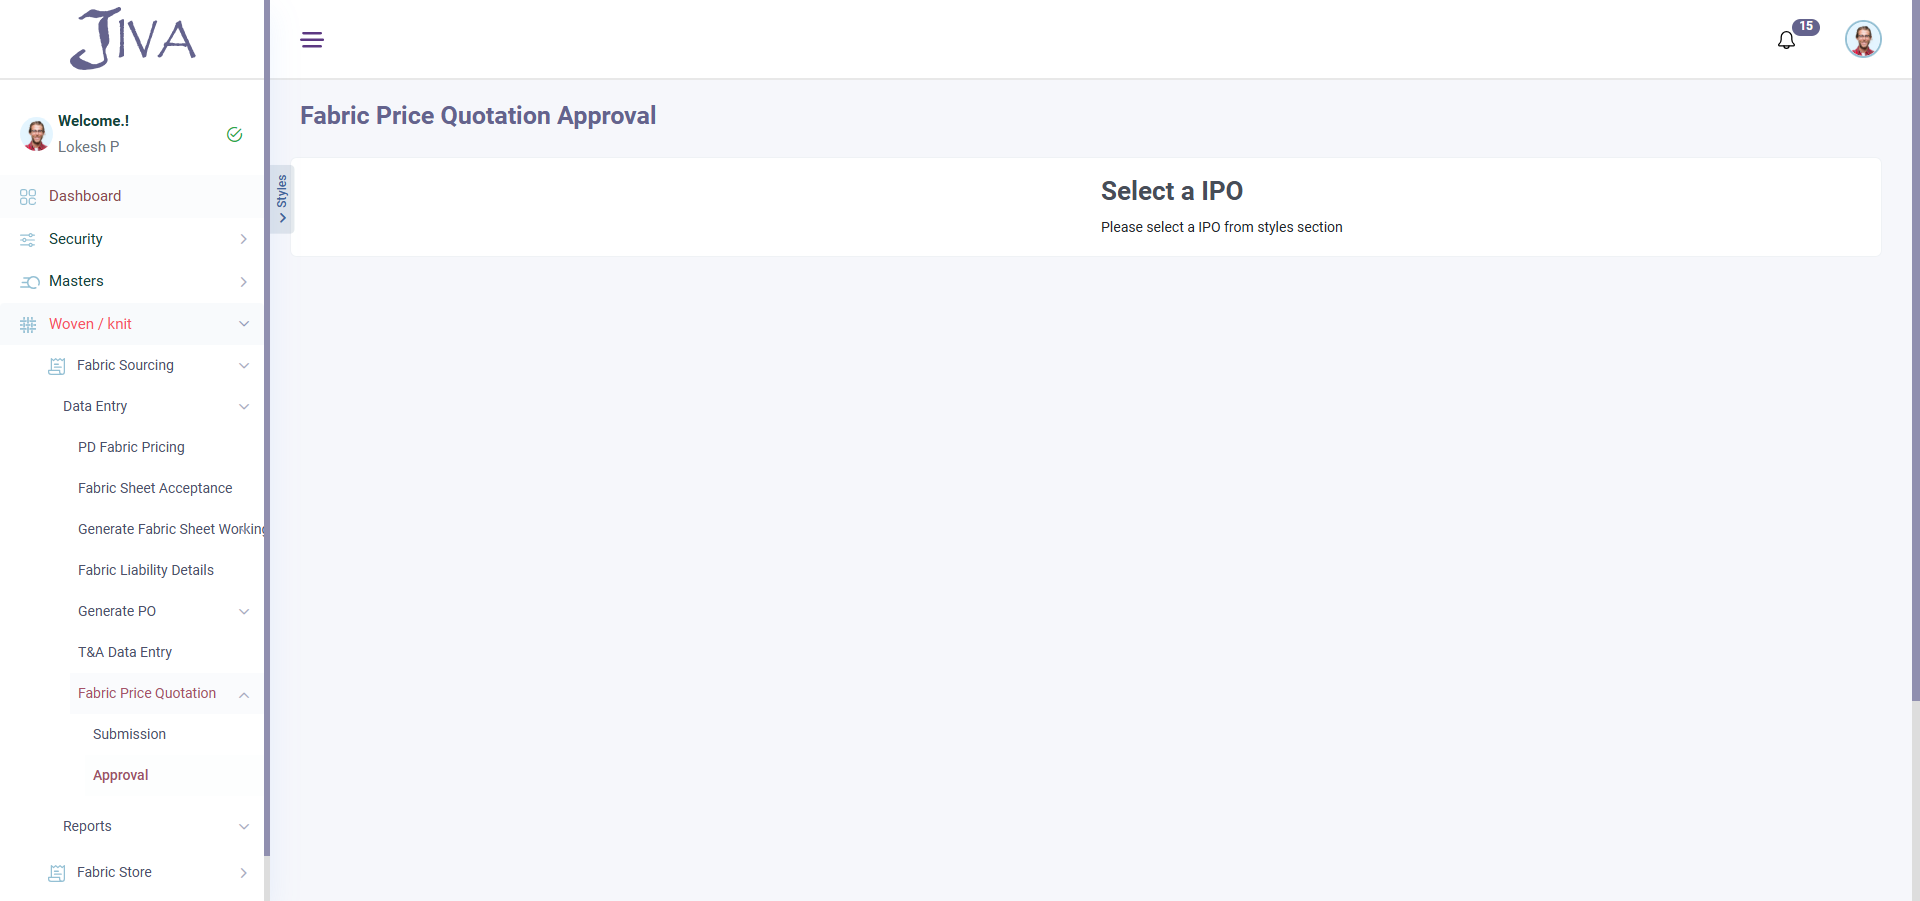 JIVA
15
Welcome.!
Lokesh P
Fabric Price Quotation Approval
Styles
Select a IPO
Please select a IPO from styles section
Dashboard
Security
Masters
Woven / knit
Fabric Sourcing
Data Entry
PD Fabric Pricing
Fabric Sheet Acceptance
Generate Fabric Sheet Working
Fabric Liability Details
Generate PO
T&A Data Entry
Fabric Price Quotation
Submission
Approval
Reports
Fabric Store